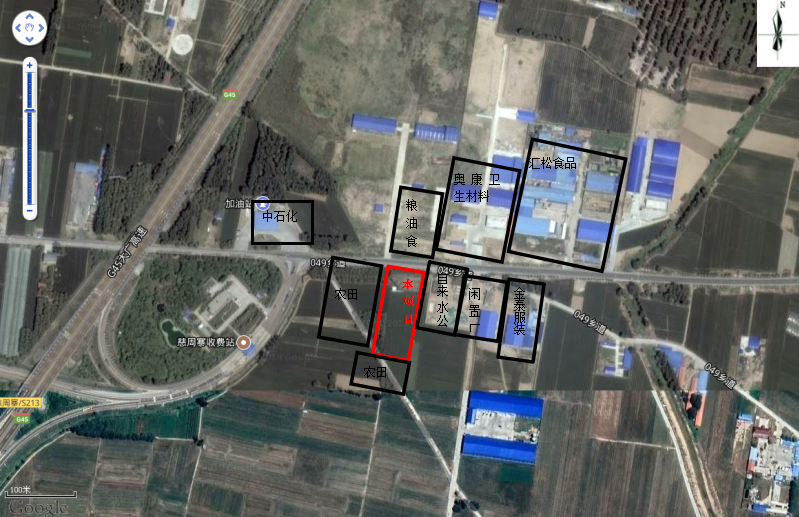 N
G45
汇松食品
奥康卫
生材料
加油站
中石化
粮
油
食
G45大广高速
049乡道
049乡
农田
本项目
自来水公
闲置厂
金泰服装
049乡道
慈周寨收费站
农田
049乡道
周寨/S213
G45
100米
Google